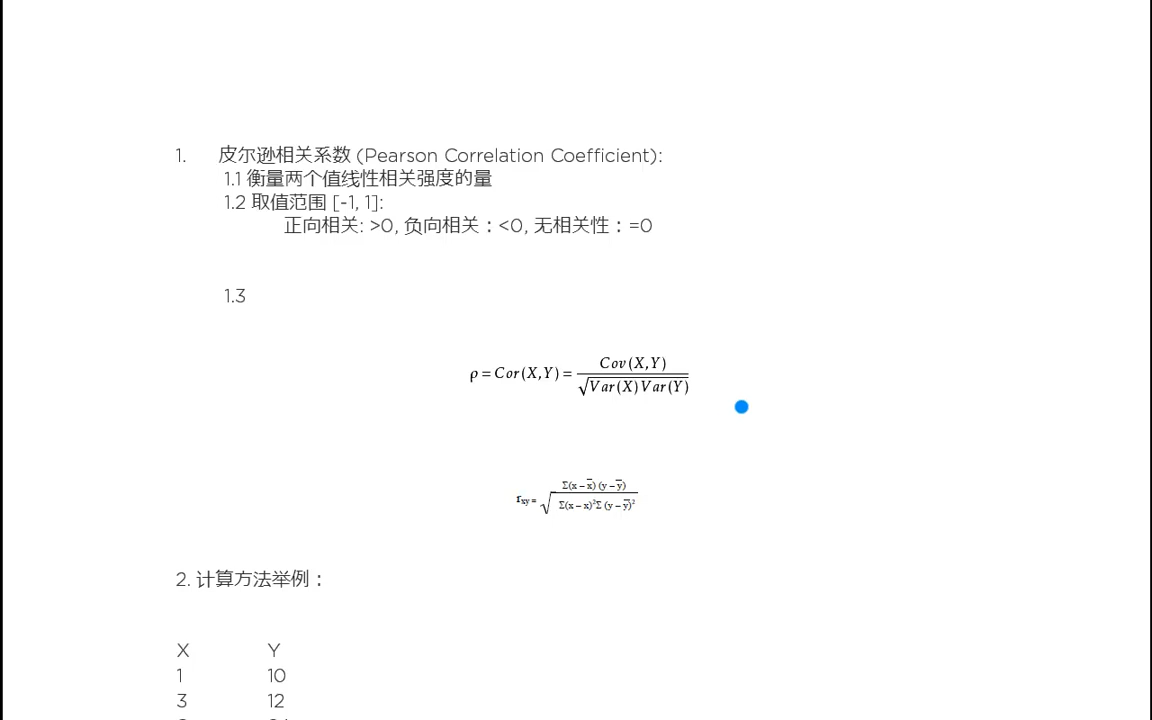 1. 皮尔逊相关系数 (Pearson Correlation Coefficient):
1.1 衡量两个值线性相关强度的量
1.2 取值范围 [-1, 1]:
正向相关: >0, 负向相关：<0, 无相关性：=0
1.3
ρ = Cor(X,Y) = Cov(X,Y) / √Var(X)Var(Y)
rxy = √ Σ(x – x̅) (y – y̅) / Σ(x – x)²Σ (y – y̅)²
2. 计算方法举例：
X Y
1 10
3 12